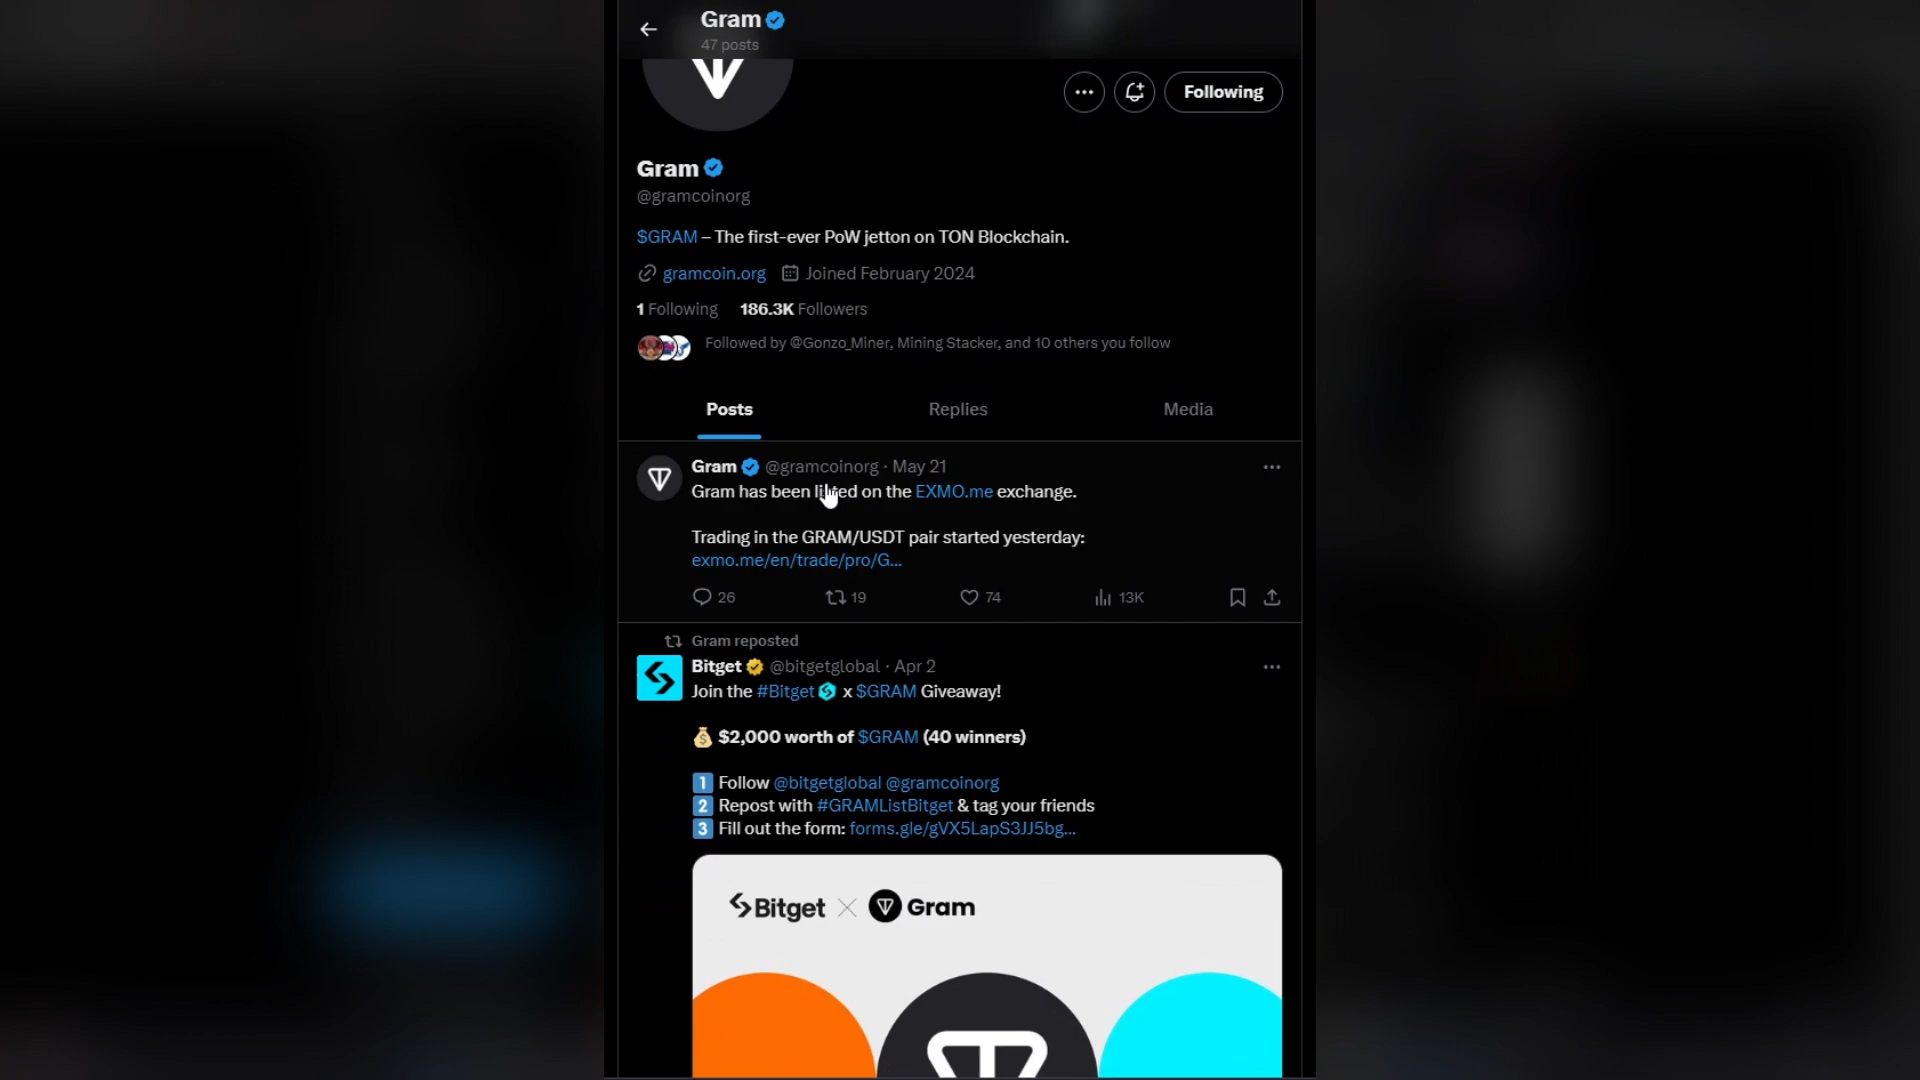 Gram
47 posts
Following
Gram
@gramcoinorg
$GRAM – The first-ever PoW jetton on TON Blockchain.
gramcoin.org Joined February 2024
1 Following 186.3K Followers
Followed by @Gonzo_Miner, Mining Stacker, and 10 others you follow
Posts Replies Media
Gram @gramcoinorg · May 21
Gram has been listed on the EXMO.me exchange.
Trading in the GRAM/USDT pair started yesterday:
exmo.me/en/trade/pro/G...
26 19 74 13K
Gram reposted
Bitget @bitgetglobal · Apr 2
Join the #Bitget x $GRAM Giveaway!
💰 $2,000 worth of $GRAM (40 winners)
1️⃣ Follow @bitgetglobal @gramcoinorg
2️⃣ Repost with #GRAMListBitget & tag your friends
3️⃣ Fill out the form: forms.gle/gVX5LapS3JJ5bg...
Bitget × Gram